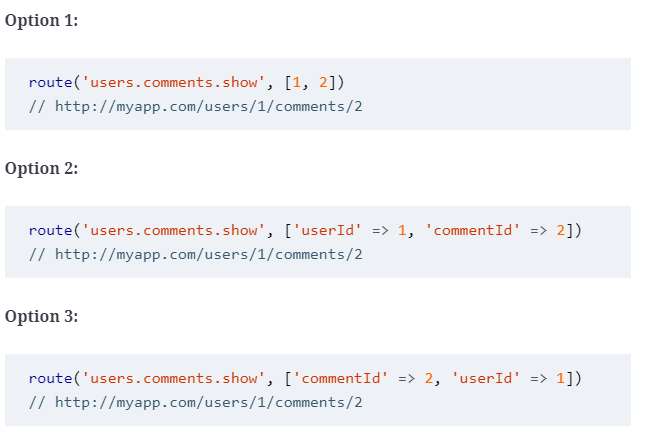 Option 1:
route('users.comments.show', [1, 2])
// http://myapp.com/users/1/comments/2
Option 2:
route('users.comments.show', ['userId' => 1, 'commentId' => 2])
// http://myapp.com/users/1/comments/2
Option 3:
route('users.comments.show', ['commentId' => 2, 'userId' => 1])
// http://myapp.com/users/1/comments/2